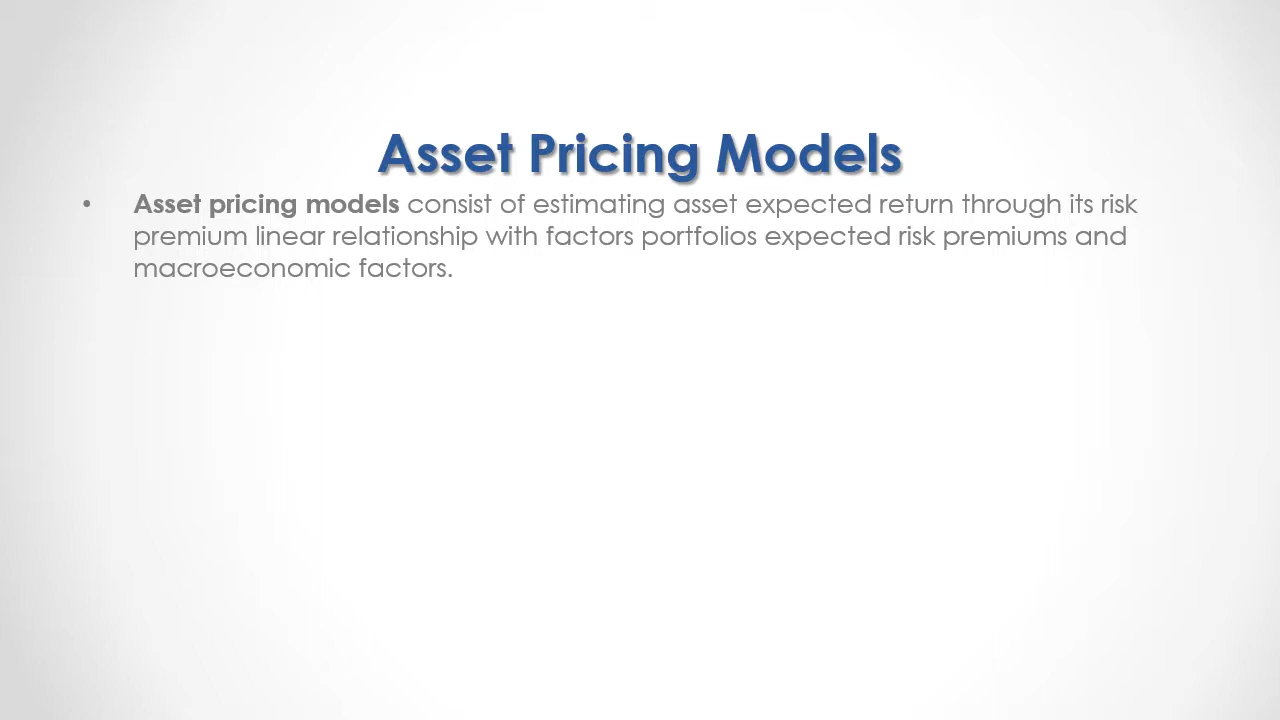 Asset Pricing Models
• Asset pricing models consist of estimating asset expected return through its risk
premium linear relationship with factors portfolios expected risk premiums and
macroeconomic factors.